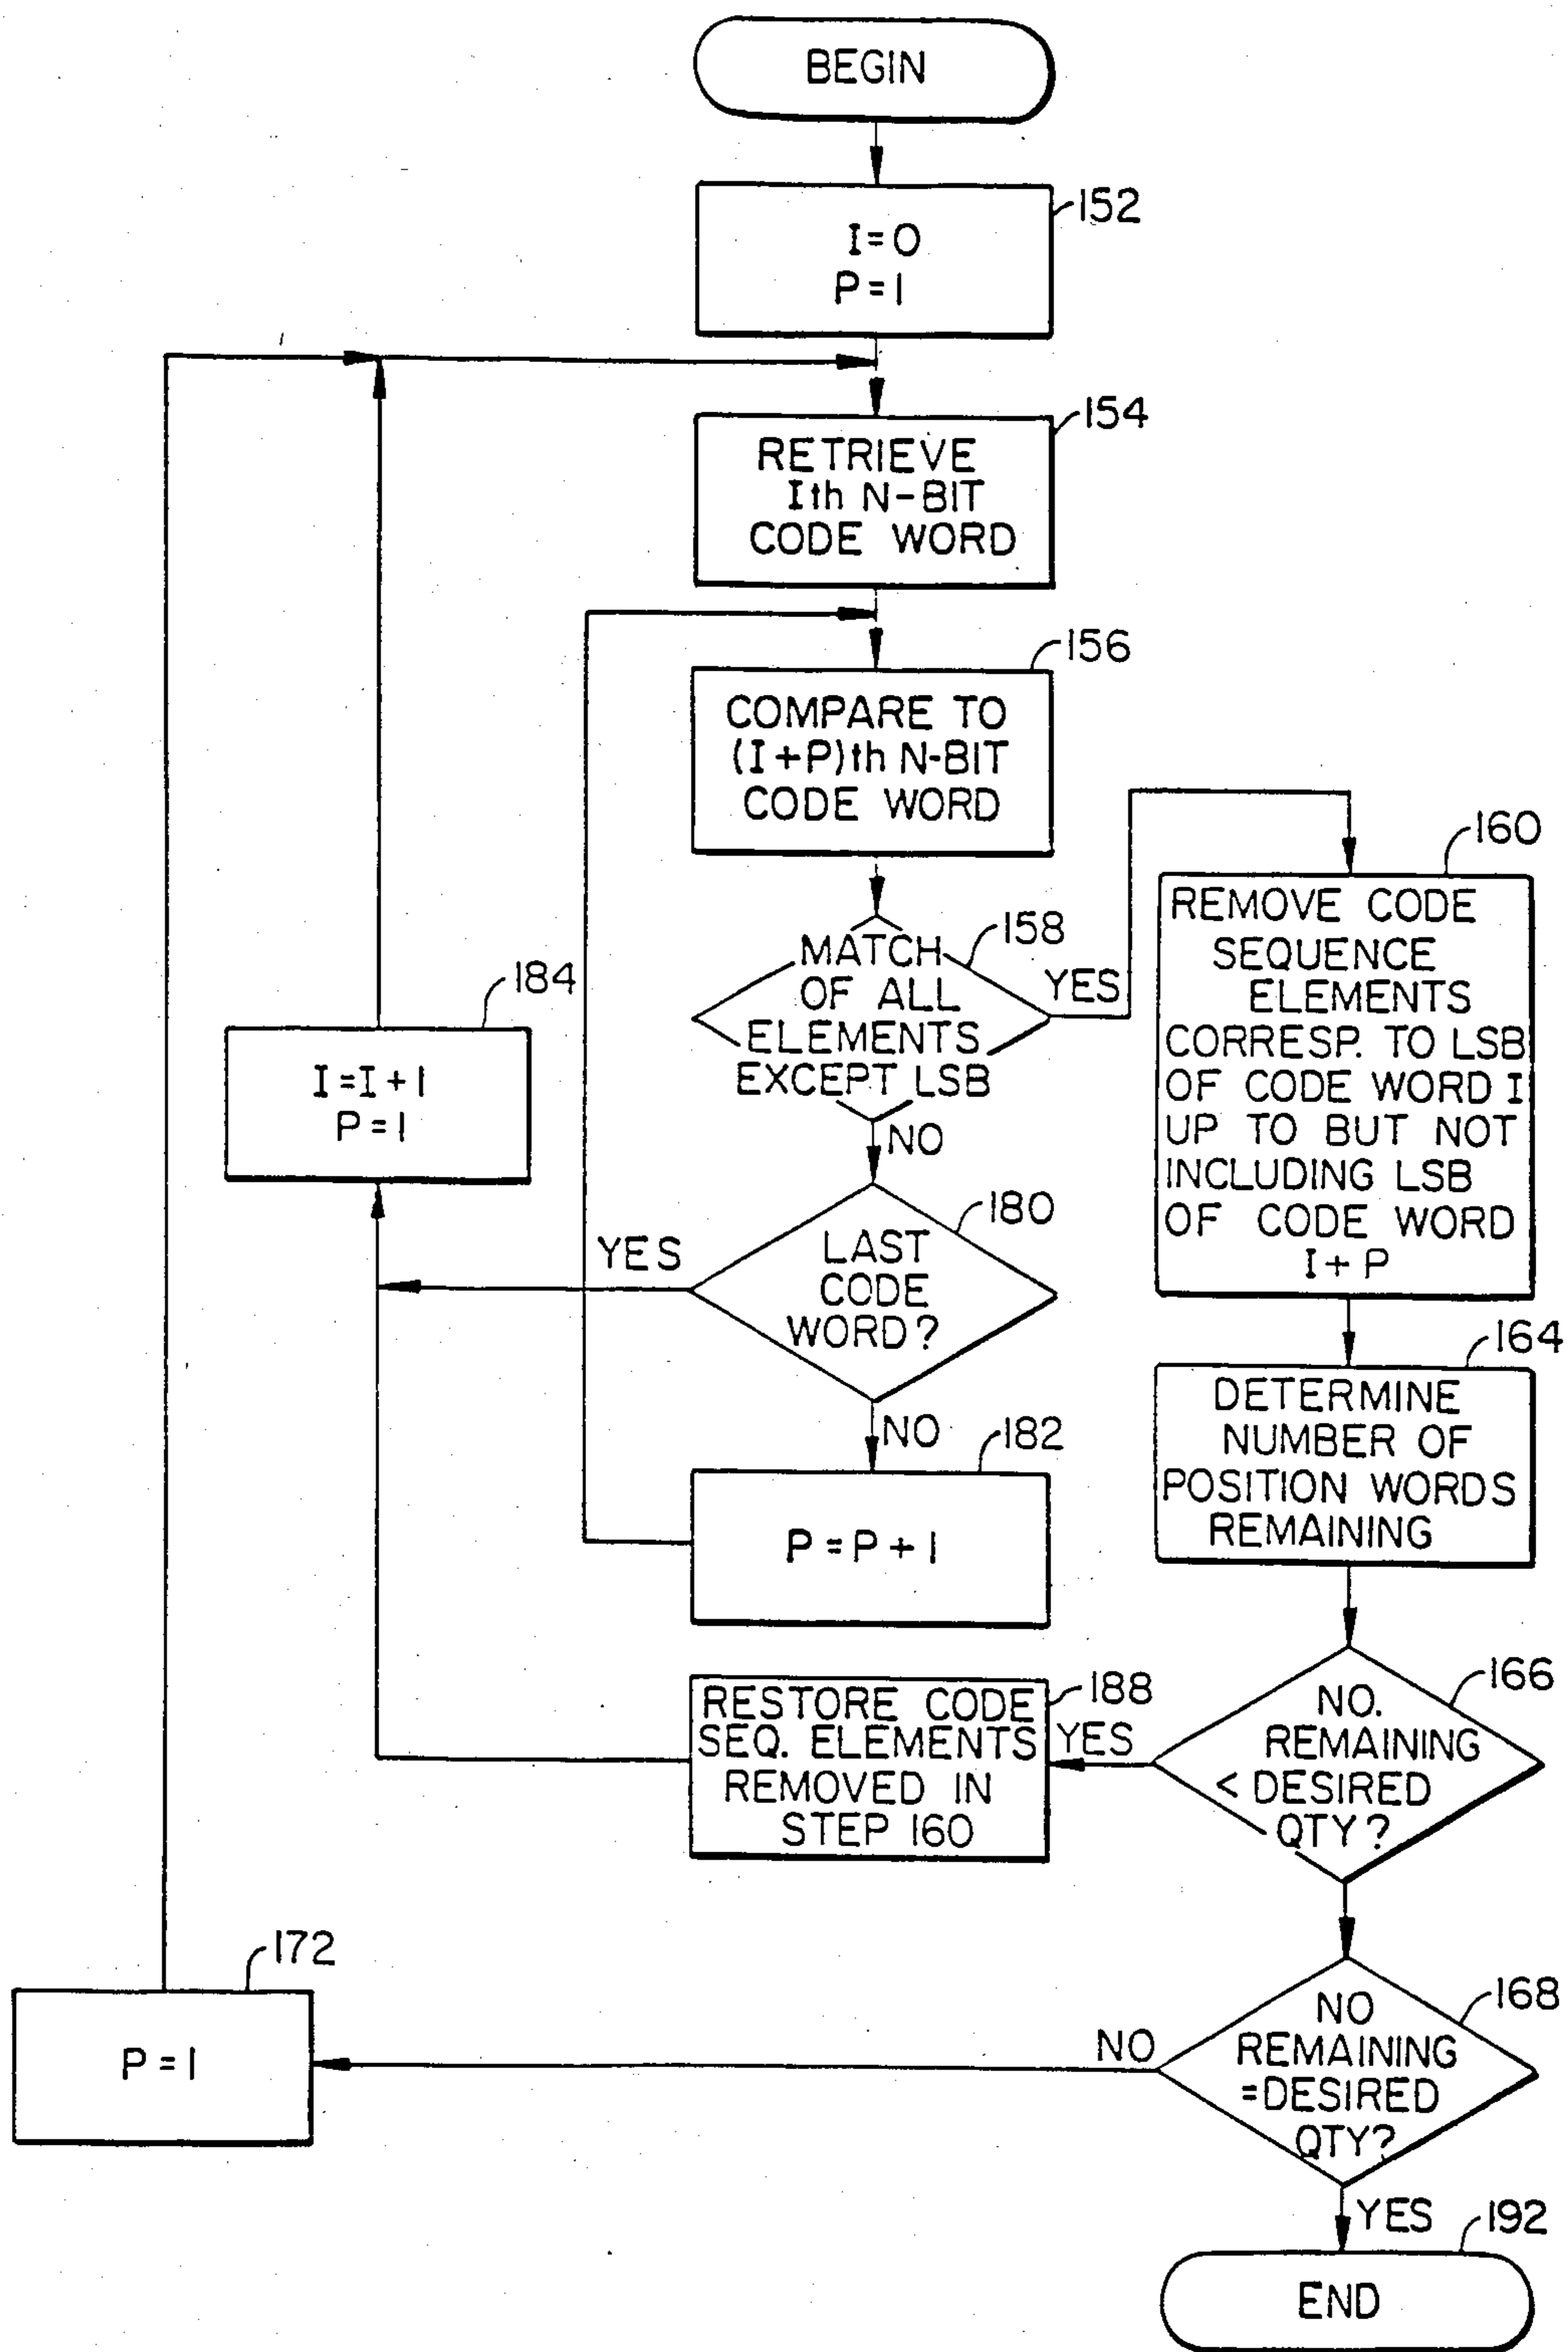 BEGIN
152
I=0
P=1
154
RETRIEVE
Ith N-BIT
CODE WORD
156
COMPARE TO
(I+P)th N-BIT
CODE WORD
158
MATCH
OF ALL
ELEMENTS
EXCEPT LSB
YES
NO
160
REMOVE CODE
SEQUENCE
ELEMENTS
CORRESP. TO LSB
OF CODE WORD I
UP TO BUT NOT
INCLUDING LSB
OF CODE WORD
I+P
184
I=I+1
P=1
180
LAST
CODE
WORD?
YES
NO
182
P=P+1
164
DETERMINE
NUMBER OF
POSITION WORDS
REMAINING
166
NO.
REMAINING
< DESIRED
QTY?
YES
188
RESTORE CODE
SEQ. ELEMENTS
REMOVED IN
STEP 160
168
NO
REMAINING
=DESIRED
QTY?
NO
172
P=1
YES
192
END